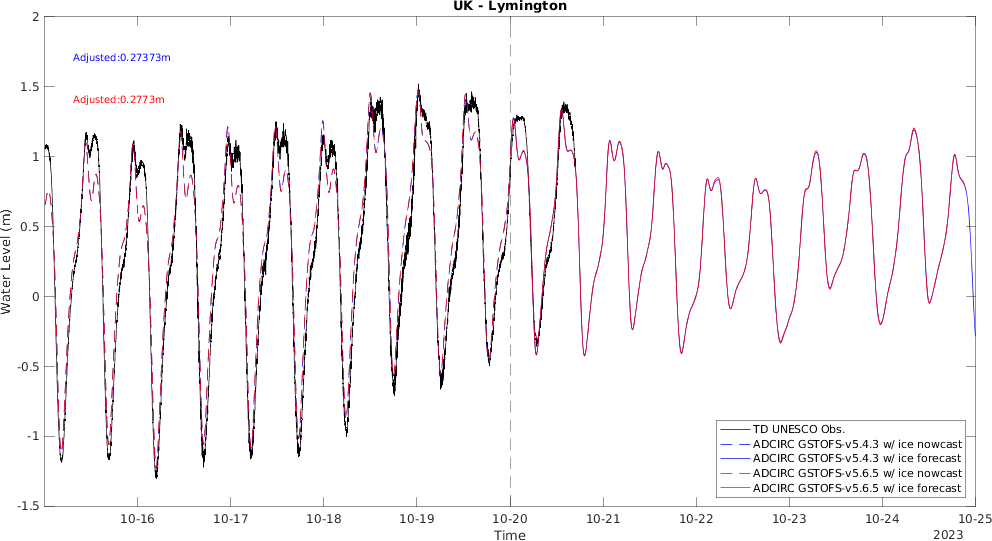 UK - Lymington
2
1.5
1
0.5
0
-0.5
-1
-1.5
Water Level (m)
Adjusted:0.27373m
Adjusted:0.2773m
TD UNESCO Obs.
ADCIRC GSTOFS-v5.4.3 w/ ice nowcast
ADCIRC GSTOFS-v5.4.3 w/ ice forecast
ADCIRC GSTOFS-v5.6.5 w/ ice nowcast
ADCIRC GSTOFS-v5.6.5 w/ ice forecast
10-16 10-17 10-18 10-19 10-20 10-21 10-22 10-23 10-24 10-25
Time
2023